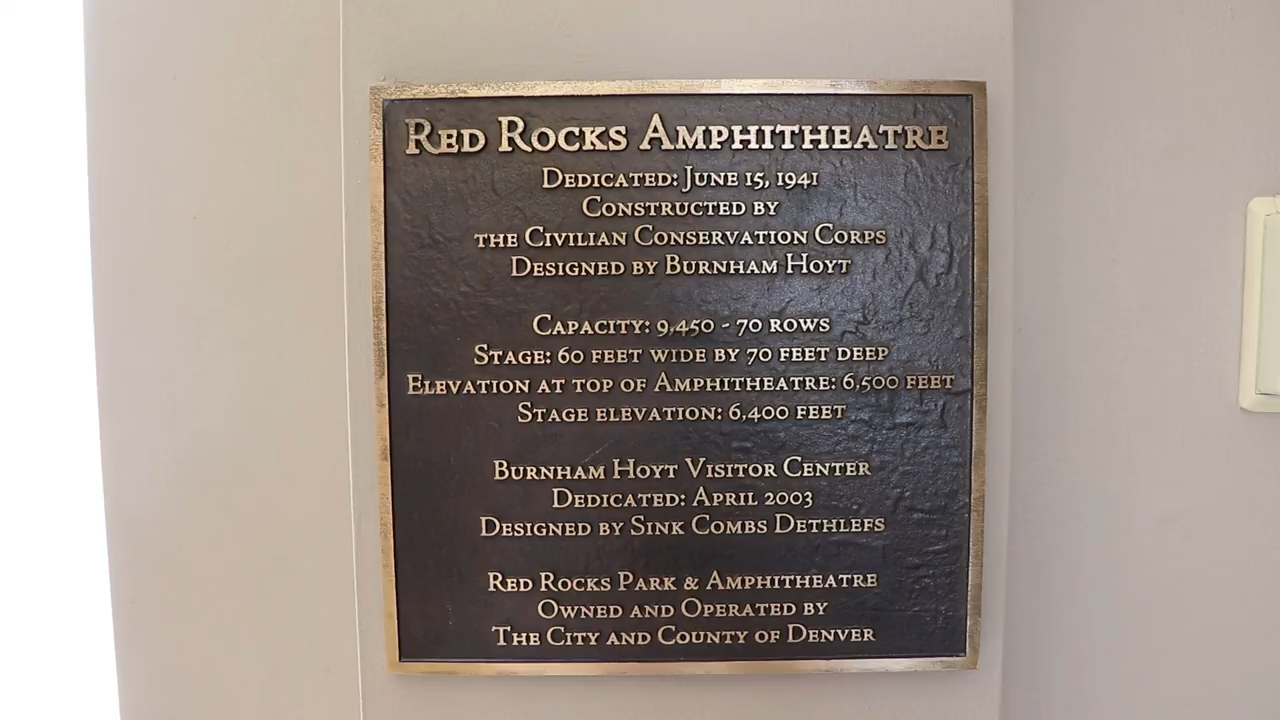 Red Rocks Amphitheatre
Dedicated: June 15, 1941
Constructed by
the Civilian Conservation Corps
Designed by Burnham Hoyt
Capacity: 9,450 - 70 rows
Stage: 60 feet wide by 70 feet deep
Elevation at top of Amphitheatre: 6,500 feet
Stage elevation: 6,400 feet
Burnham Hoyt Visitor Center
Dedicated: April 2003
Designed by Sink Combs Dethlefs
Red Rocks Park & Amphitheatre
Owned and Operated by
The City and County of Denver